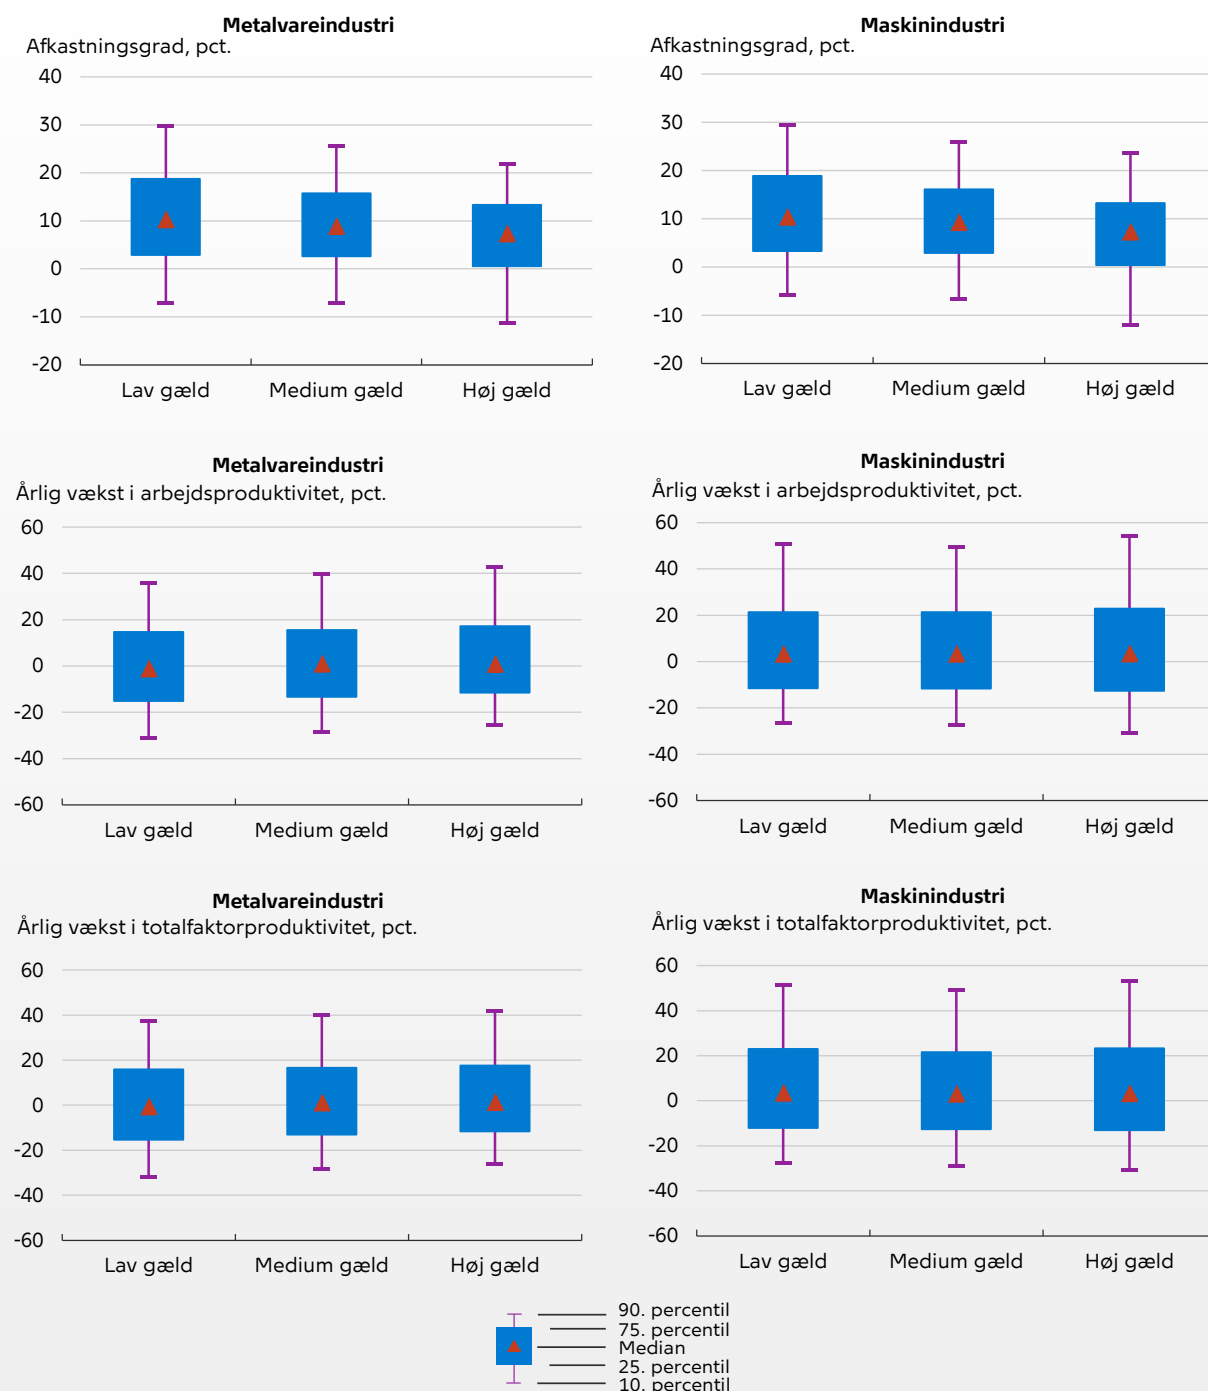 Metalvareindustri
Afkastningsgrad, pct.
40
30
20
10
0
-10
-20
Lav gæld Medium gæld Høj gæld
Maskinindustri
Afkastningsgrad, pct.
40
30
20
10
0
-10
-20
Lav gæld Medium gæld Høj gæld
Metalvareindustri
Årlig vækst i arbejdsproduktivitet, pct.
60
40
20
0
-20
-40
-60
Lav gæld Medium gæld Høj gæld
Maskinindustri
Årlig vækst i arbejdsproduktivitet, pct.
60
40
20
0
-20
-40
-60
Lav gæld Medium gæld Høj gæld
Metalvareindustri
Årlig vækst i totalfaktorproduktivitet, pct.
60
40
20
0
-20
-40
-60
Lav gæld Medium gæld Høj gæld
Maskinindustri
Årlig vækst i totalfaktorproduktivitet, pct.
60
40
20
0
-20
-40
-60
Lav gæld Medium gæld Høj gæld
90. percentil
75. percentil
Median
25. percentil
10. percentil